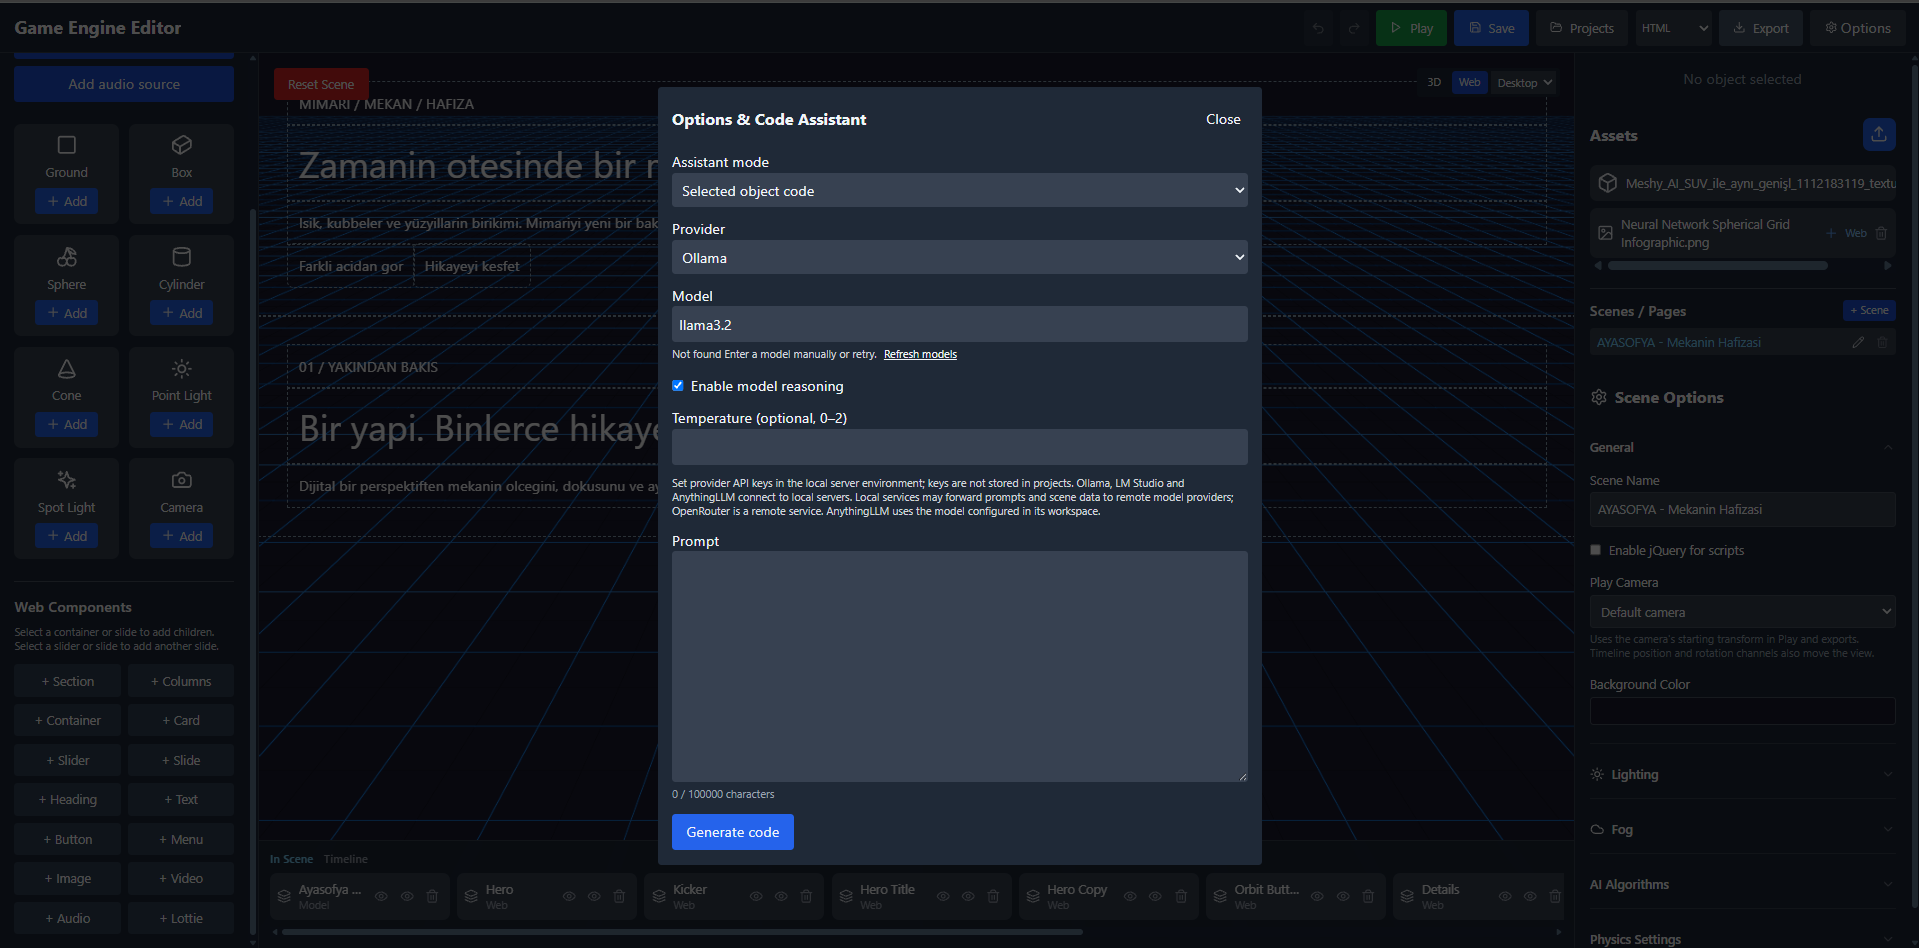 Game Engine Editor
Play
Save
Projects
HTML
Export
Options
Add audio source
Ground
+ Add
Box
+ Add
Sphere
+ Add
Cylinder
+ Add
Cone
+ Add
Point Light
+ Add
Spot Light
+ Add
Camera
+ Add
Web Components
Select a container or slide to add children.
Select a slider or slide to add another slide.
+ Section
+ Columns
+ Container
+ Card
+ Slider
+ Slide
+ Heading
+ Text
+ Button
+ Menu
+ Image
+ Video
+ Audio
+ Lottie
Reset Scene
3D
Web
Desktop
MIMARI / MEKAN / HAFIZA
Zamanin otesinde bir
Isik, kubbeler ve yüzyillarin birikimi. Mimariyi yeni bir bak
Farkli acidan gor
Hikayeyi kesfet
01 / YAKINDAN BAKIS
Bir yapi. Binlerce hikaye
Dijital bir perspektiften mekanin olcegini, dokusunu ve ay
Options & Code Assistant
Close
Assistant mode
Selected object code
Provider
Ollama
Model
llama3.2
Not found Enter a model manually or retry. Refresh models
Enable model reasoning
Temperature (optional, 0–2)
Set provider API keys in the local server environment; keys are not stored in projects. Ollama, LM Studio and
AnythingLLM connect to local servers. Local services may forward prompts and scene data to remote model providers;
OpenRouter is a remote service. AnythingLLM uses the model configured in its workspace.
Prompt
0 / 100000 characters
Generate code
In Scene
Timeline
Ayasofya ...
Model
Hero
Web
Kicker
Web
Hero Title
Web
Hero Copy
Web
Orbit Butt...
Web
Details
Web
No object selected
Assets
Meshy_AI_SUV_ile_aynı_genişl_1112183119_textu
Neural Network Spherical Grid
Infographic.png
+ Web
Scenes / Pages
+ Scene
AYASOFYA - Mekanin Hafizasi
Scene Options
General
Scene Name
AYASOFYA - Mekanin Hafizasi
Enable jQuery for scripts
Play Camera
Default camera
Uses the camera's starting transform in Play and exports.
Timeline position and rotation channels also move the view.
Background Color
Lighting
Fog
AI Algorithms
Physics Settings